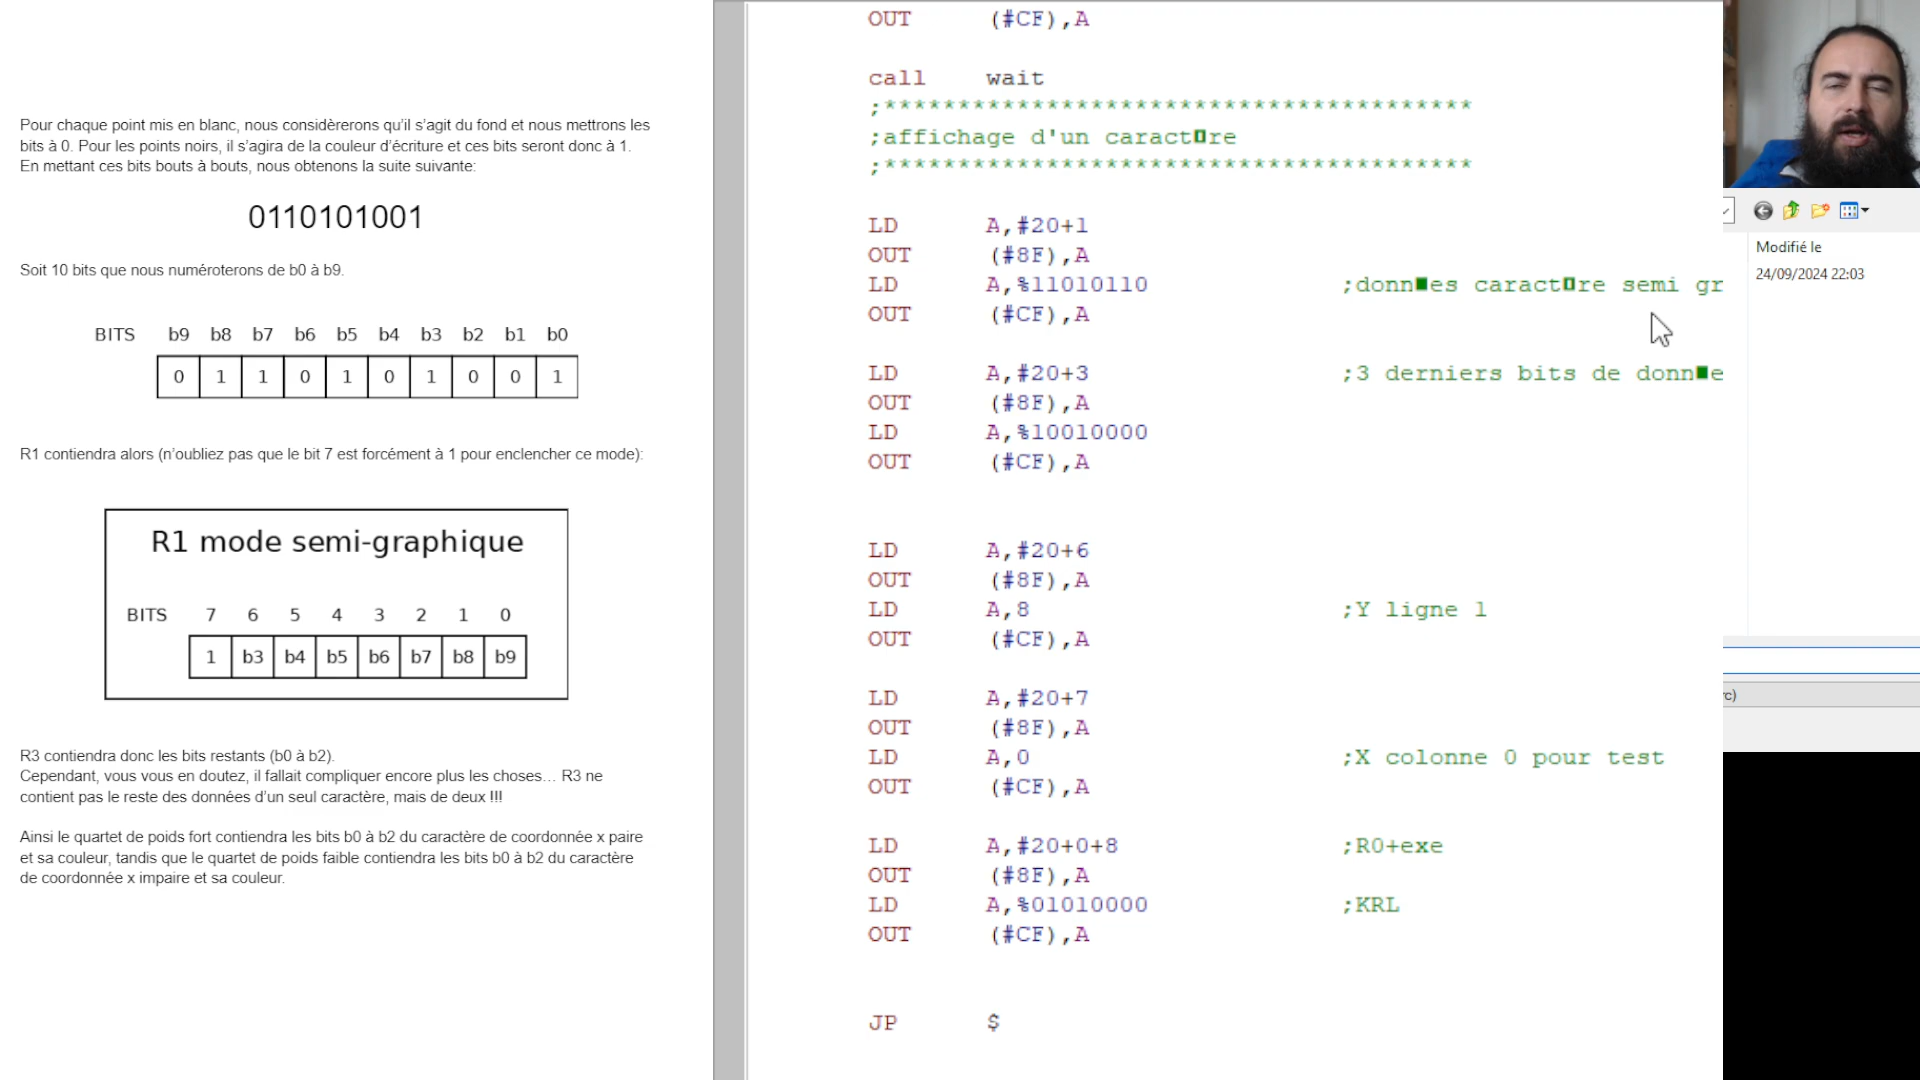 Pour chaque point mis en blanc, nous considèrerons qu'il s'agit du fond et nous mettrons les
bits à 0. Pour les points noirs, il s'agira de la couleur d'écriture et ces bits seront donc à 1.
En mettant ces bits bouts à bouts, nous obtenons la suite suivante:
0110101001
Soit 10 bits que nous numéroterons de b0 à b9.
BITS b9 b8 b7 b6 b5 b4 b3 b2 b1 b0
0 1 1 0 1 0 1 0 0 1
R1 contiendra alors (n'oubliez pas que le bit 7 est forcément à 1 pour enclencher ce mode):
R1 mode semi-graphique
BITS 7 6 5 4 3 2 1 0
1 b3 b4 b5 b6 b7 b8 b9
R3 contiendra donc les bits restants (b0 à b2).
Cependant, vous vous en doutez, il fallait compliquer encore plus les choses… R3 ne
contient pas le reste des données d'un seul caractère, mais de deux !!!
Ainsi le quartet de poids fort contiendra les bits b0 à b2 du caractère de coordonnée x paire
et sa couleur, tandis que le quartet de poids faible contiendra les bits b0 à b2 du caractère
de coordonnée x impaire et sa couleur.
OUT (#CF),A
call wait
;****************************************
;affichage d'un caract▯re
;****************************************
LD A,#20+1
OUT (#8F),A
LD A,%11010110 ;donn■es caract▯re semi gr
OUT (#CF),A
LD A,#20+3 ;3 derniers bits de donn■e
OUT (#8F),A
LD A,%10010000
OUT (#CF),A
LD A,#20+6
OUT (#8F),A
LD A,8 ;Y ligne 1
OUT (#CF),A
LD A,#20+7
OUT (#8F),A
LD A,0 ;X colonne 0 pour test
OUT (#CF),A
LD A,#20+0+8 ;R0+exe
OUT (#8F),A
LD A,%01010000 ;KRL
OUT (#CF),A
JP $
Modifié le
24/09/2024 22:03
rc)